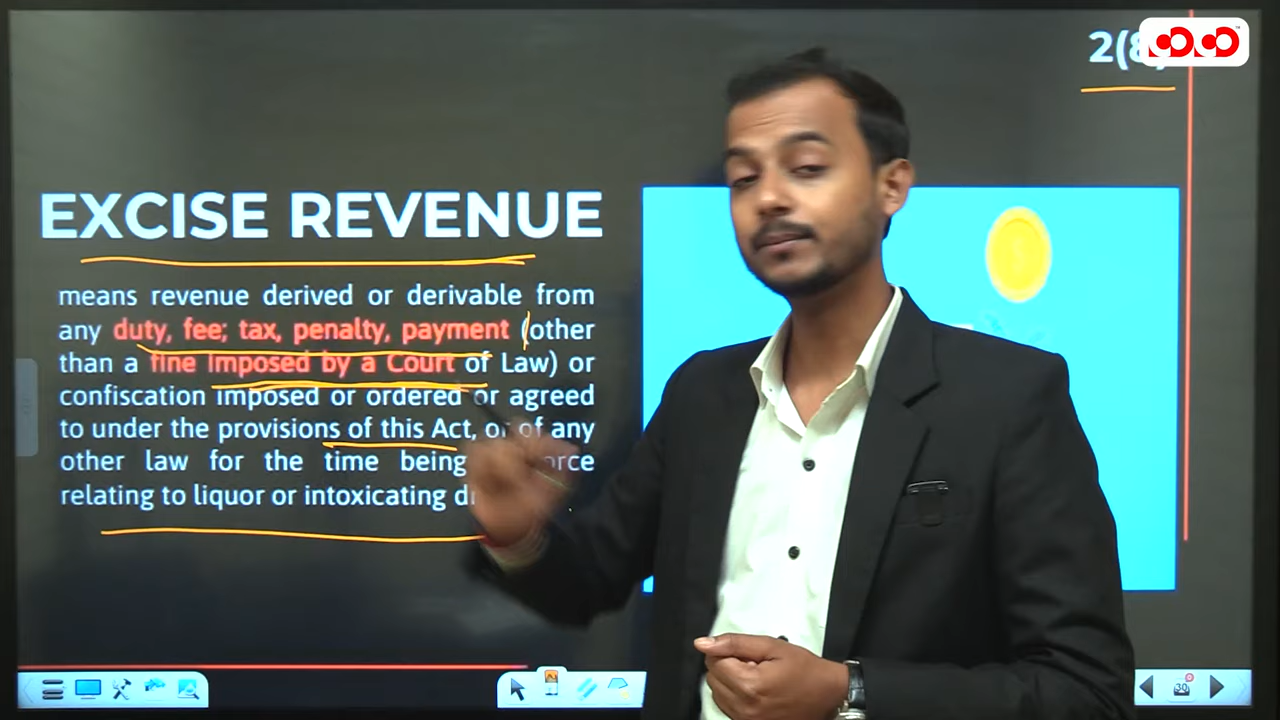 2(8
EXCISE REVENUE
means revenue derived or derivable from
any duty, fee; tax, penalty, payment (other
than a fine imposed by a Court of Law) or
confiscation imposed or ordered or agreed
to under the provisions of this Act, or of any
other law for the time being
relating to liquor or intoxicating
30